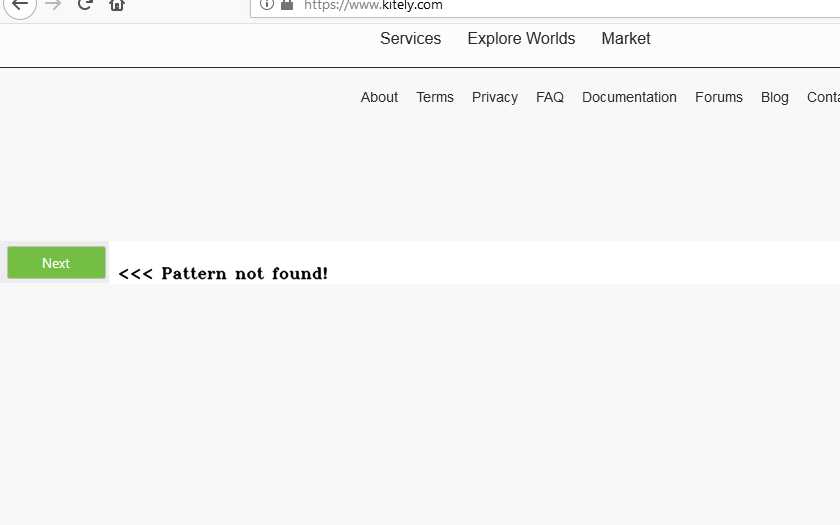 https://www.kitely.com
Services Explore Worlds Market
About Terms Privacy FAQ Documentation Forums Blog Conta
Next
<<< Pattern not found!